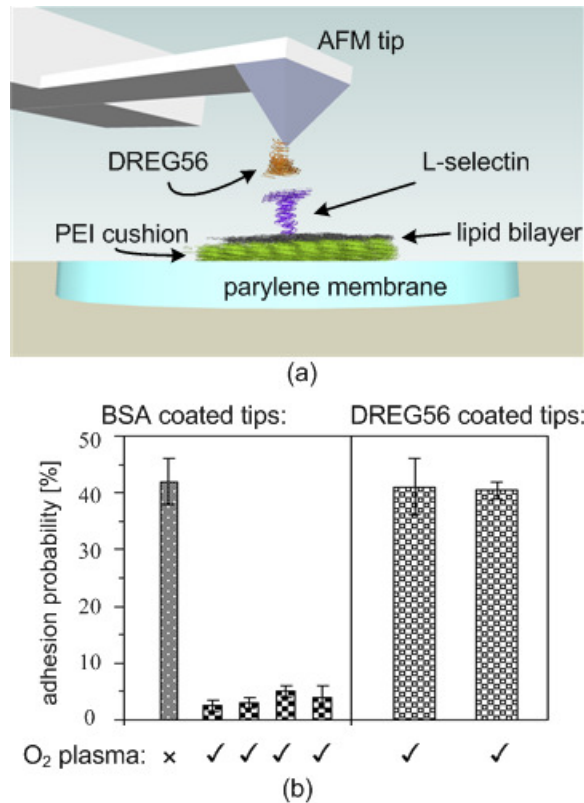 AFM tip
DREG56
L-selectin
PEI cushion
lipid bilayer
parylene membrane
(a)
BSA coated tips: DREG56 coated tips:
adhesion probability [%]
50
40
30
20
10
0
O₂ plasma: × ✓ ✓ ✓ ✓ ✓ ✓
(b)